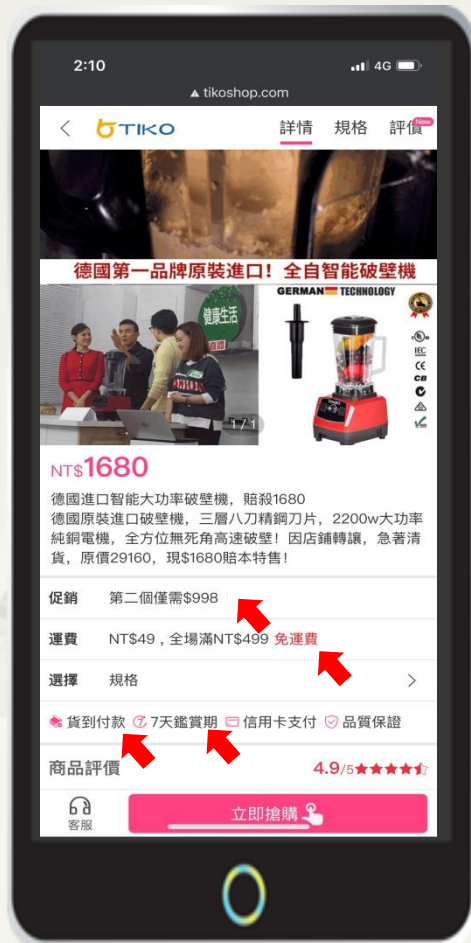 2:10
4G
▲ tikoshop.com
TIKO
詳情 規格 評價
New
德國第一品牌原裝進口！全自智能破壁機
GERMAN TECHNOLOGY
健康生活
IEC
CE
CB
1/1
NT$1680
德國進口智能大功率破壁機，賠殺1680
德國原裝進口破壁機，三層八刀精鋼刀片，2200w大功率
純銅電機，全方位無死角高速破壁！因店鋪轉讓，急著清
貨，原價29160，現$1680賠本特售！
促銷 第二個僅需$998
運費 NT$49，全場滿NT$499 免運費
選擇 規格
貨到付款 7天鑑賞期 信用卡支付 品質保證
商品評價 4.9/5
客服
立即搶購